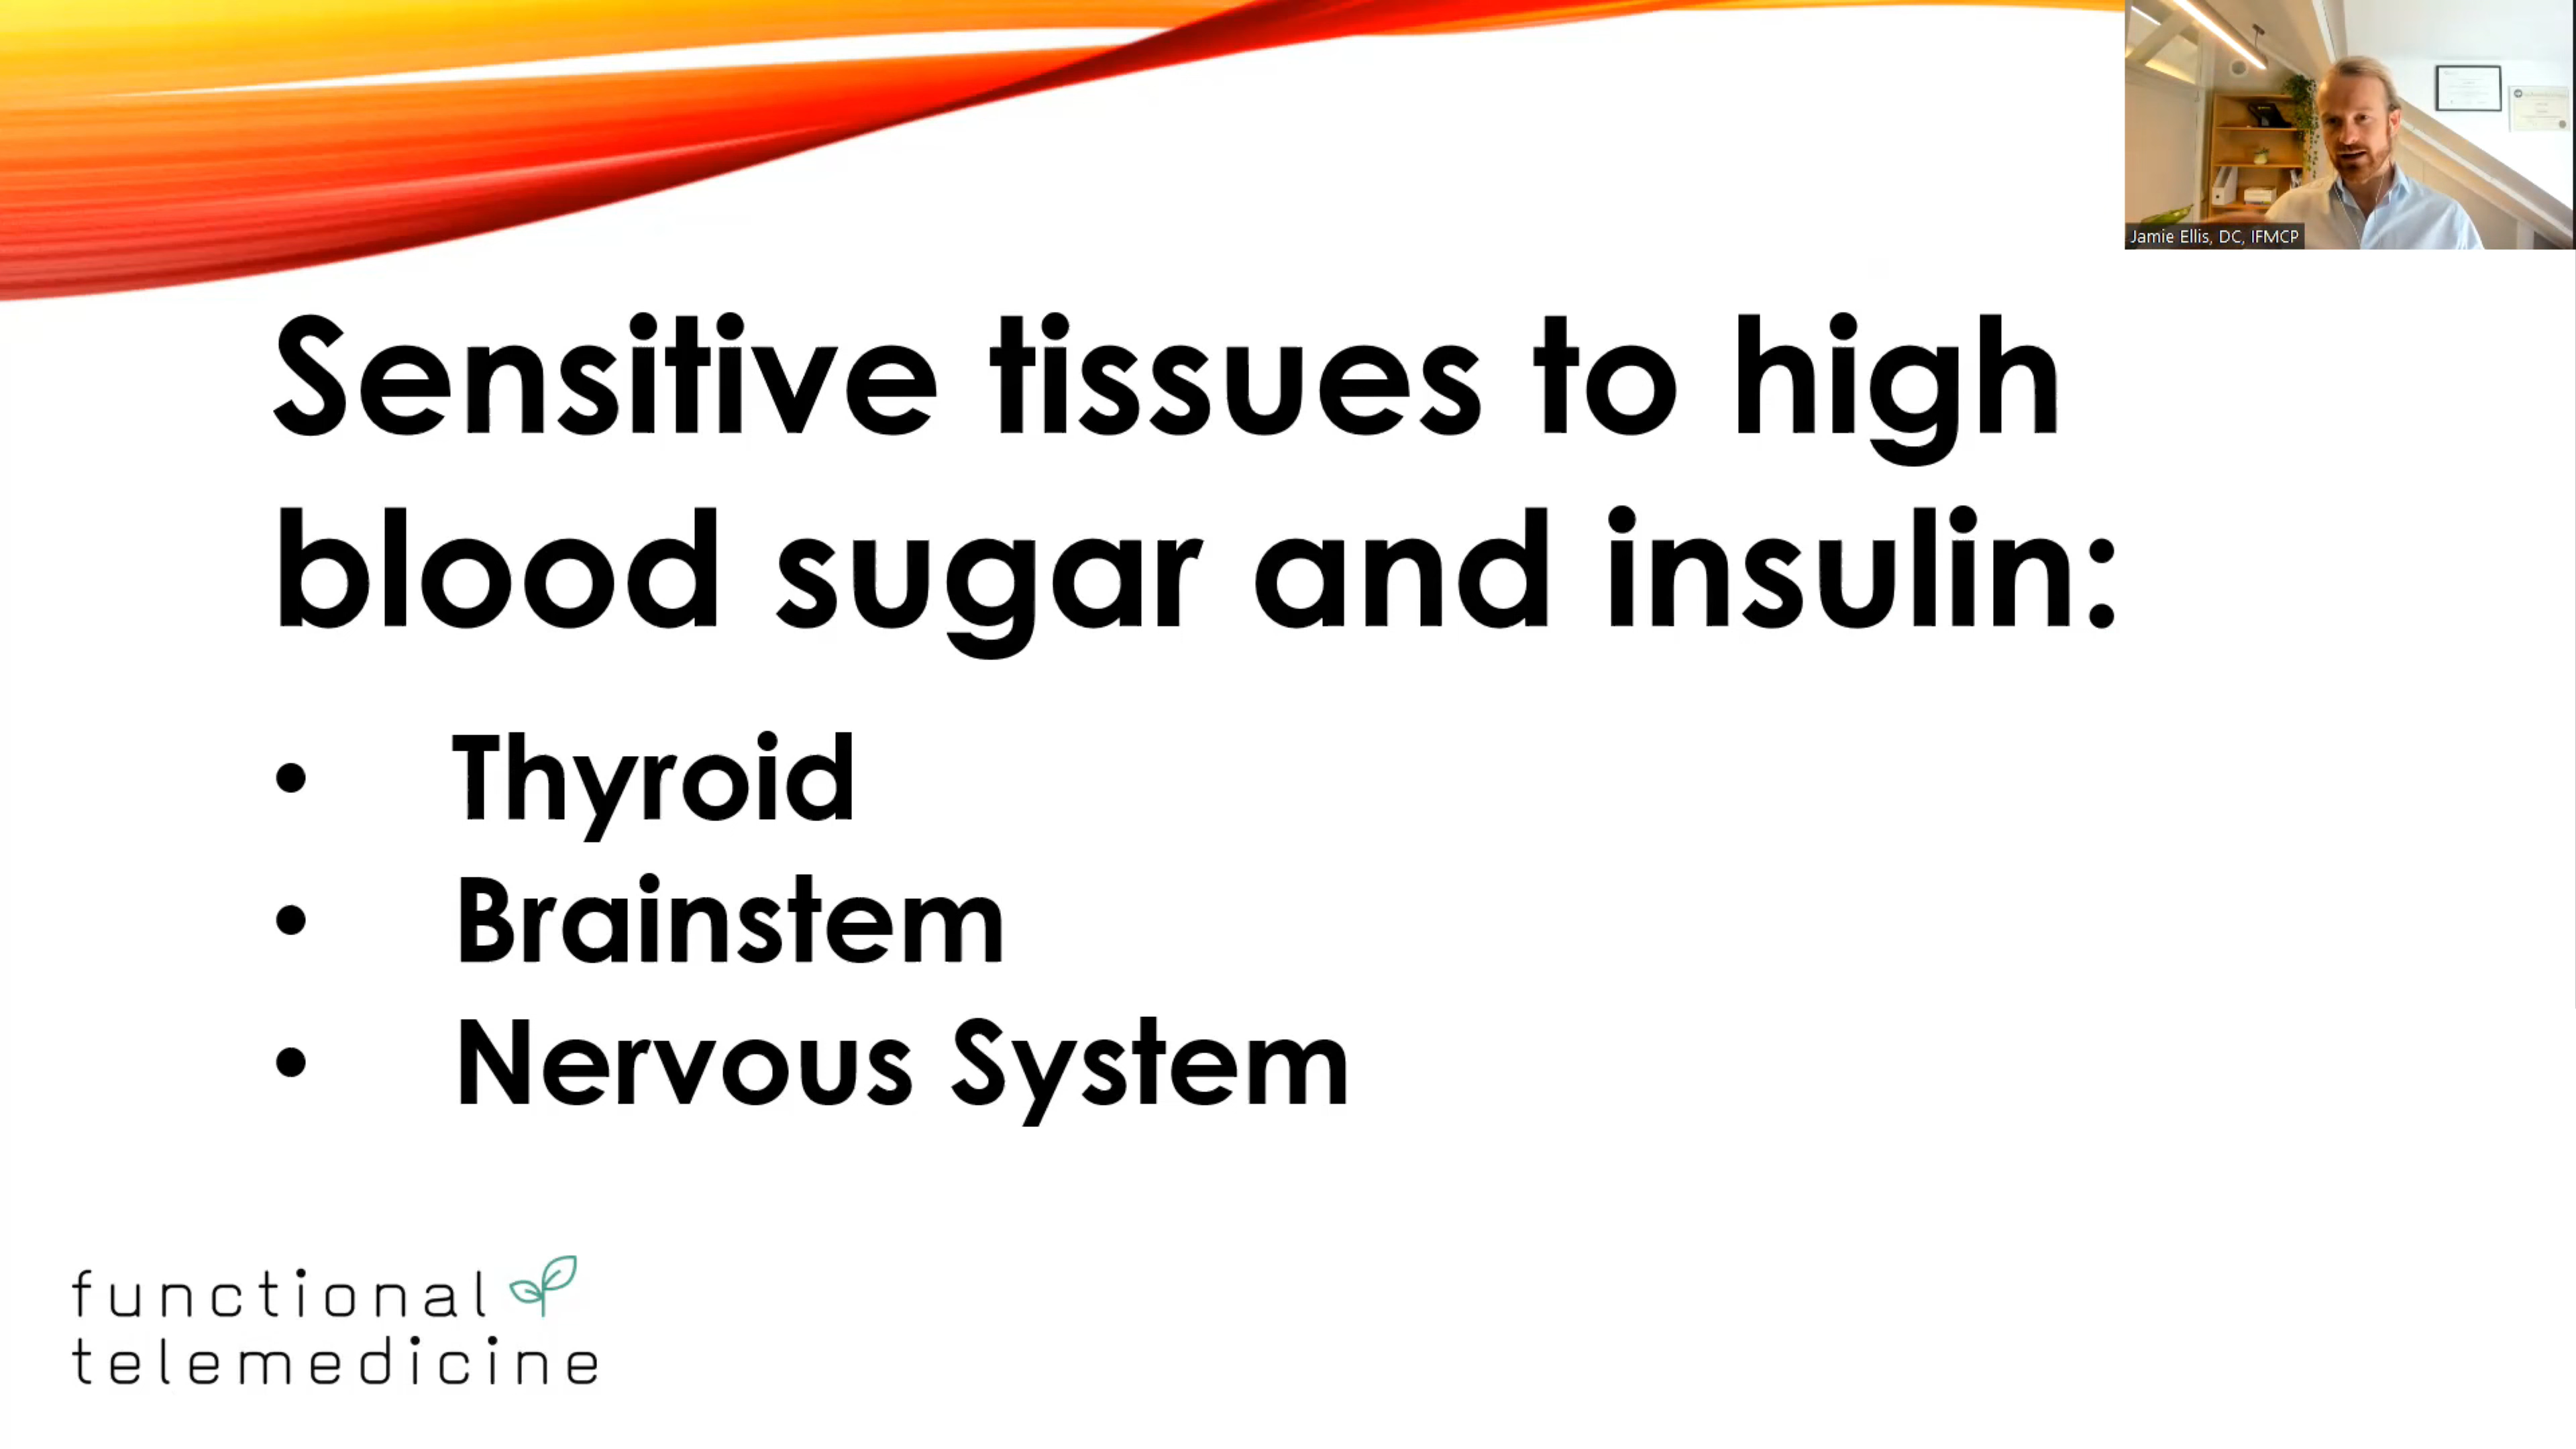 Jamie Ellis, DC, IFMCP
Sensitive tissues to high
blood sugar and insulin:
• Thyroid
• Brainstem
• Nervous System
functional
telemedicine